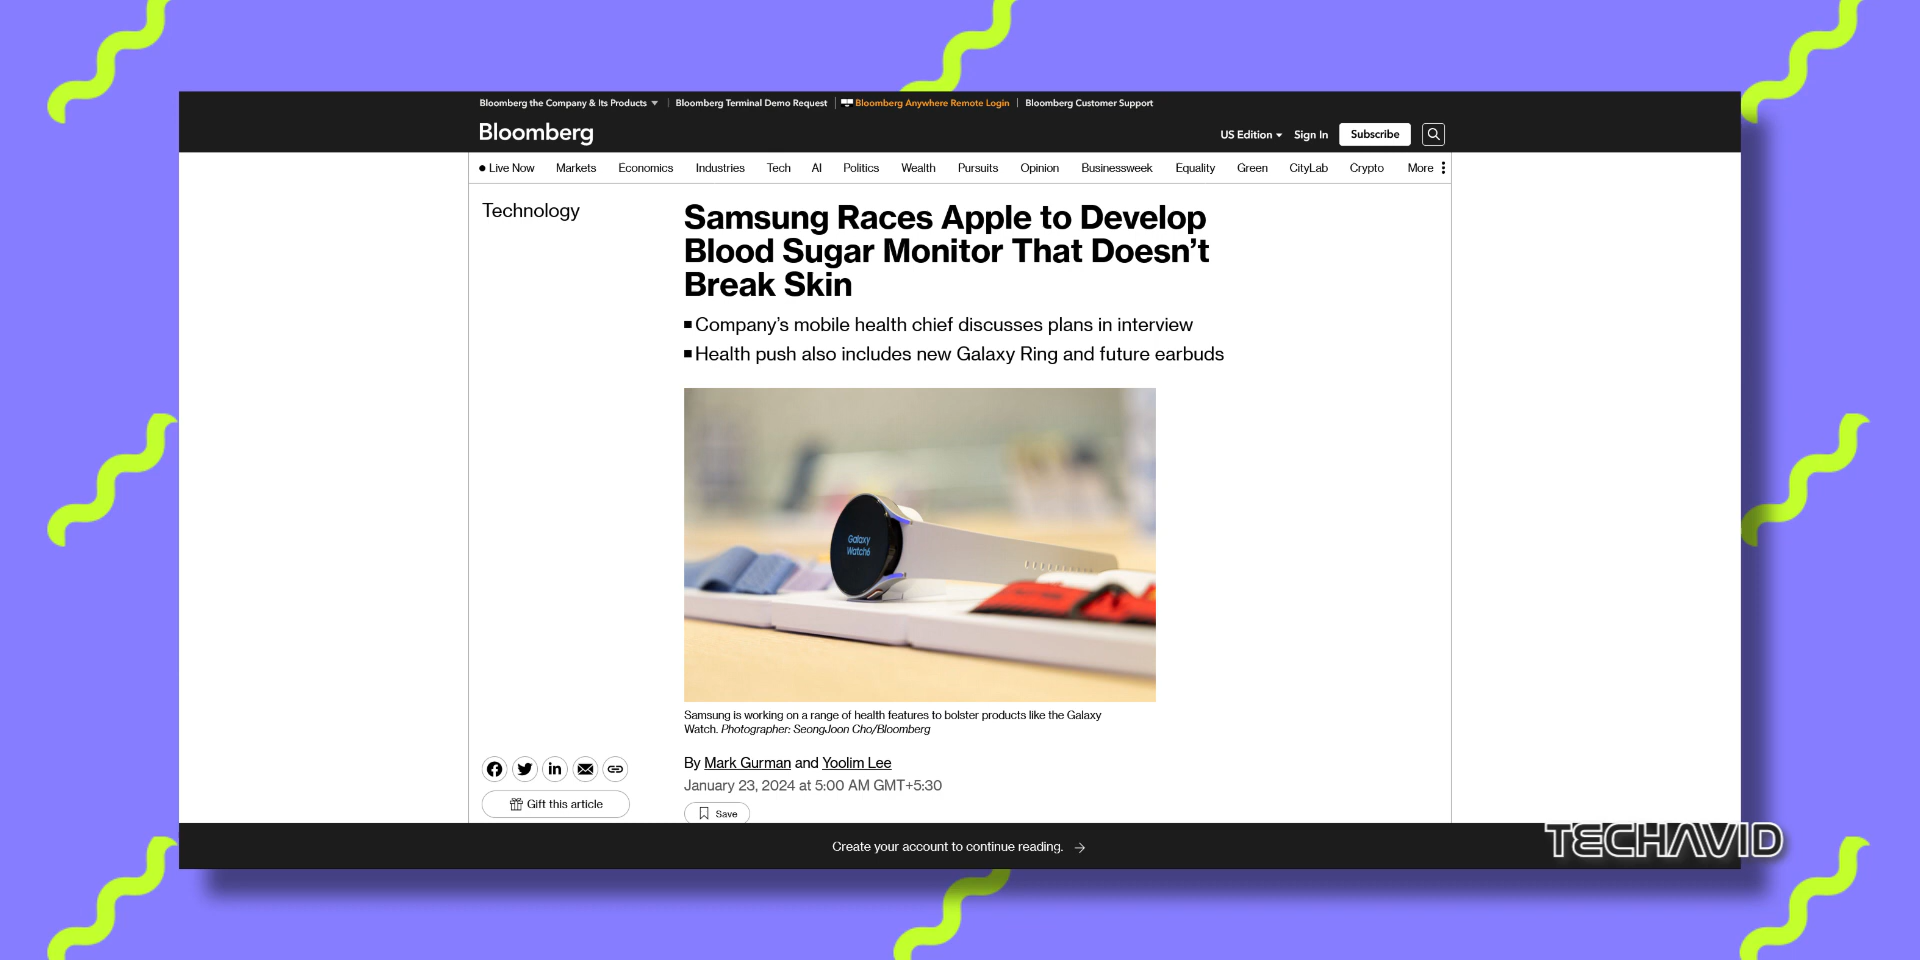 Bloomberg the Company & Its Products
Bloomberg Terminal Demo Request
Bloomberg Anywhere Remote Login
Bloomberg Customer Support
Bloomberg
US Edition
Sign In
Subscribe
Live Now
Markets
Economics
Industries
Tech
AI
Politics
Wealth
Pursuits
Opinion
Businessweek
Equality
Green
CityLab
Crypto
More
Technology
Samsung Races Apple to Develop
Blood Sugar Monitor That Doesn’t
Break Skin
Company’s mobile health chief discusses plans in interview
Health push also includes new Galaxy Ring and future earbuds
Galaxy
Watch6
Samsung is working on a range of health features to bolster products like the Galaxy
Watch. Photographer: SeongJoon Cho/Bloomberg
By Mark Gurman and Yoolim Lee
January 23, 2024 at 5:00 AM GMT+5:30
Gift this article
Save
Create your account to continue reading.
TECHAVID